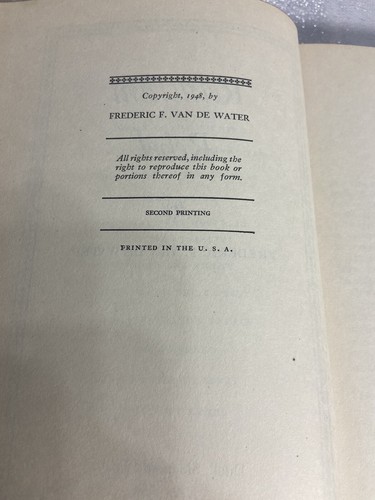 Copyright, 1948, by
FREDERIC F. VAN DE WATER
All rights reserved, including the
right to reproduce this book or
portions thereof in any form.
SECOND PRINTING
PRINTED IN THE U. S. A.